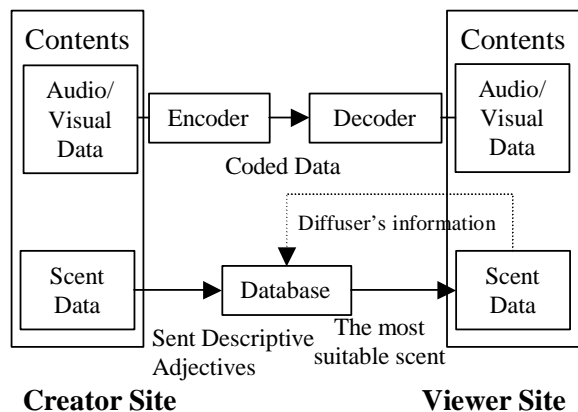 Contents
Audio/
Visual
Data
Encoder
Decoder
Coded Data
Contents
Audio/
Visual
Data
Diffuser's information
Scent
Data
Database
Scent
Data
Sent Descriptive
Adjectives
The most
suitable scent
Creator Site
Viewer Site